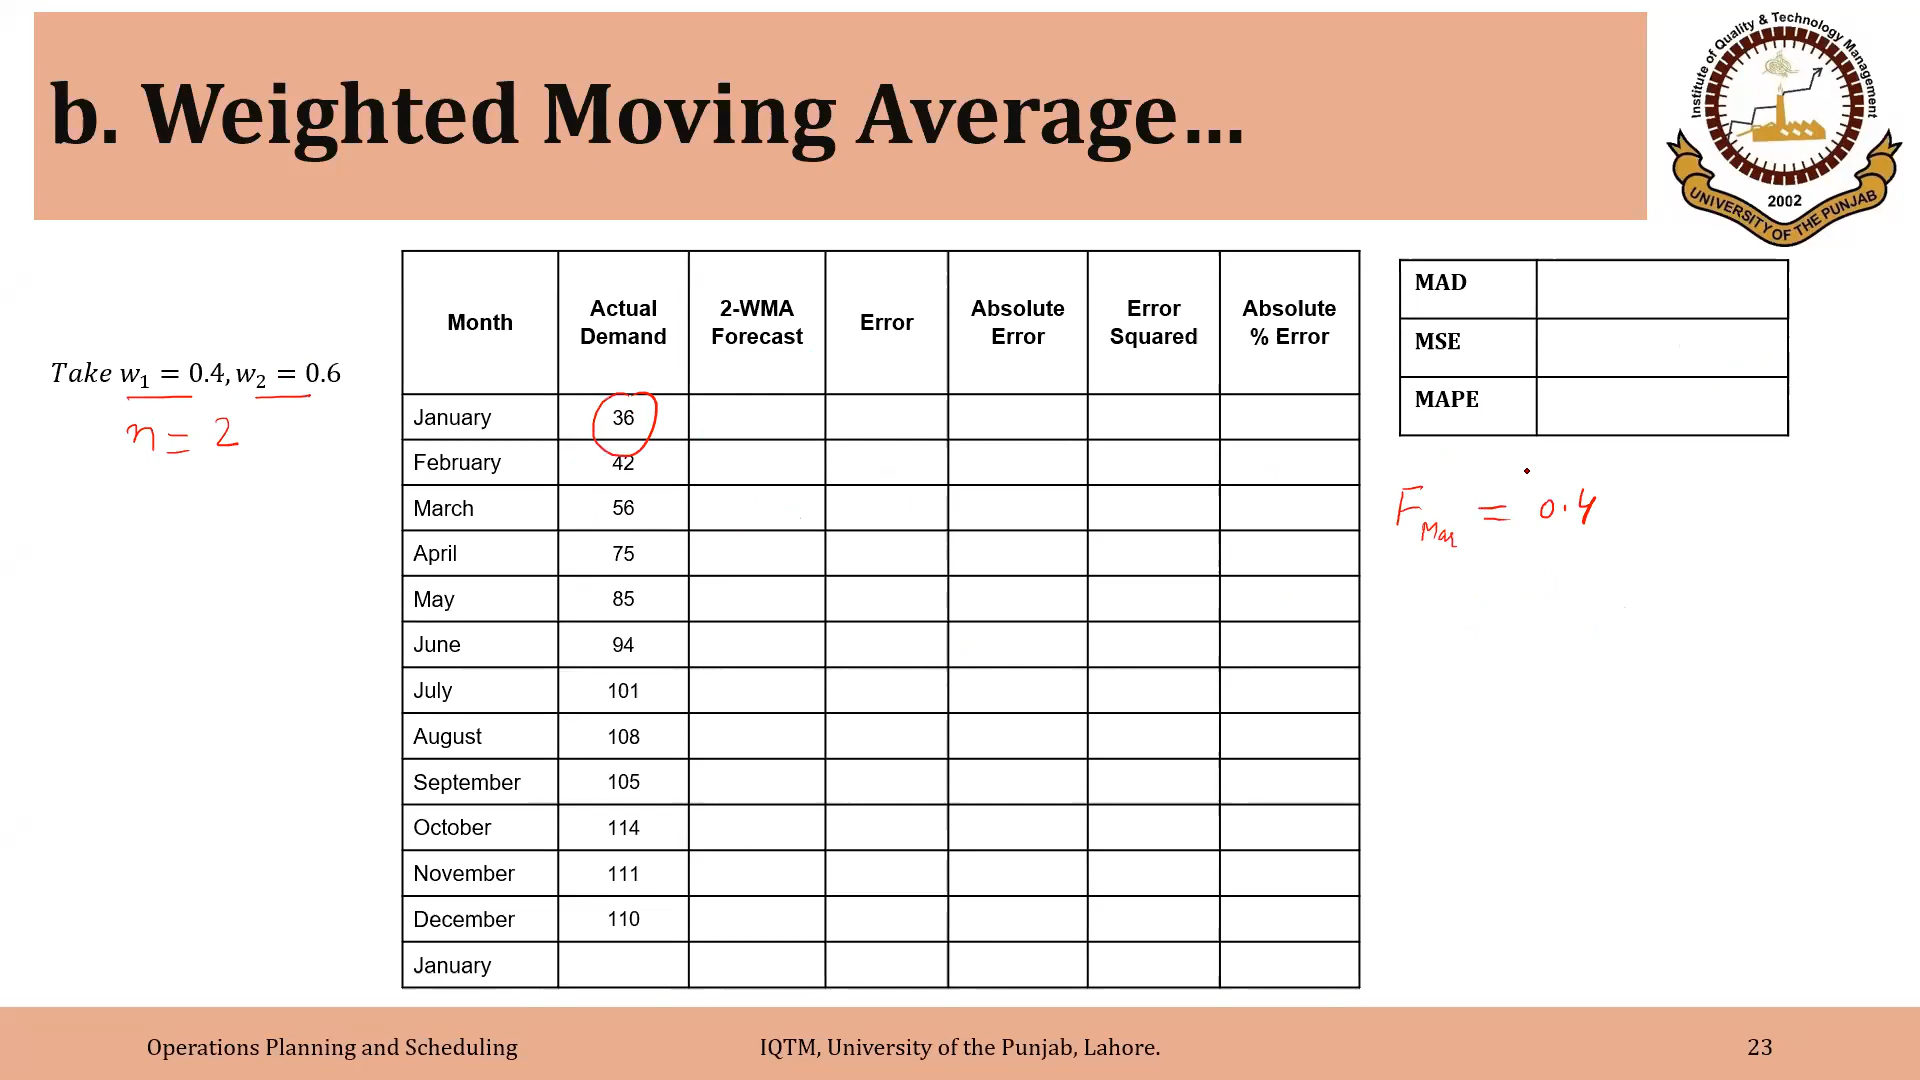 b. Weighted Moving Average...
Institute of Quality & Technology Management
2002
UNIVERSITY OF THE PUNJAB
Take w₁ = 0.4, w₂ = 0.6
n = 2
Month Actual Demand 2-WMA Forecast Error Absolute Error Error Squared Absolute % Error
January 36
February 42
March 56
April 75
May 85
June 94
July 101
August 108
September 105
October 114
November 111
December 110
January
MAD
MSE
MAPE
F Mar = 0.4
Operations Planning and Scheduling IQTM, University of the Punjab, Lahore. 23